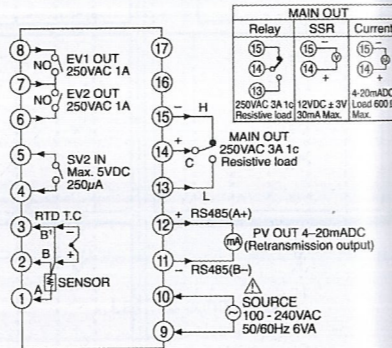 MAIN OUT
Relay SSR Current
15 15 15
14 14 14
13
250VAC 3A 1c 12VDC ± 3V 4-20mADC
Resistive load 30mA Max. Load 600
Max.
8 17
NO EV1 OUT
250VAC 1A
7 16
NO EV2 OUT
250VAC 1A
6 15 − H
MAIN OUT
250VAC 3A 1c
Resistive load
5 14 + C
SV2 IN
Max. 5VDC
250µA
4 13 L
RTD T.C
3 B' 12 + RS485(A+)
mA PV OUT 4–20mADC
(Retransmission output)
2 B + 11 − RS485(B−)
SENSOR
1 A 10
SOURCE
100 - 240VAC
50/60Hz 6VA
9